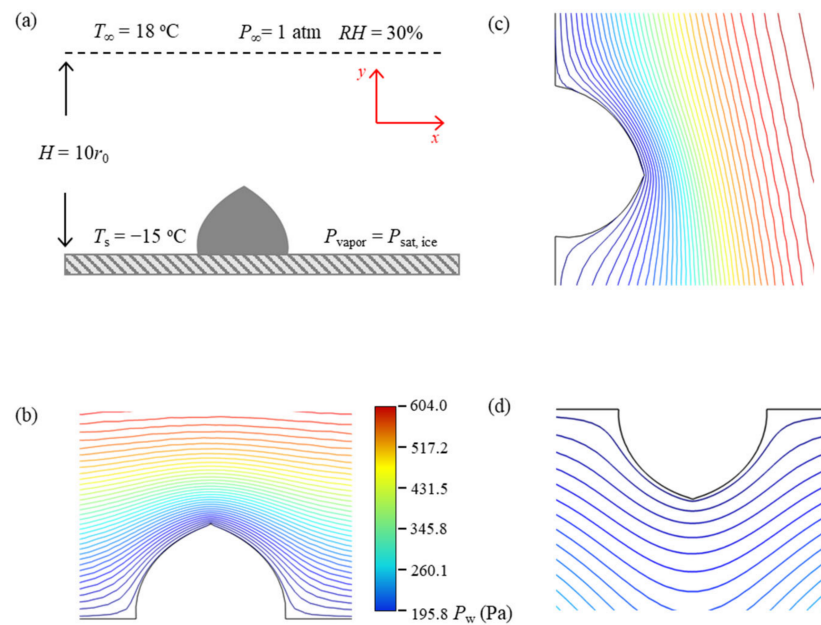 (a)
T∞ = 18 °C P∞= 1 atm RH = 30%
y
x
H = 10r₀
Tₛ = −15 °C Pvapor = Psat, ice
(c)
(b)
604.0
517.2
431.5
345.8
260.1
195.8 Pw (Pa)
(d)